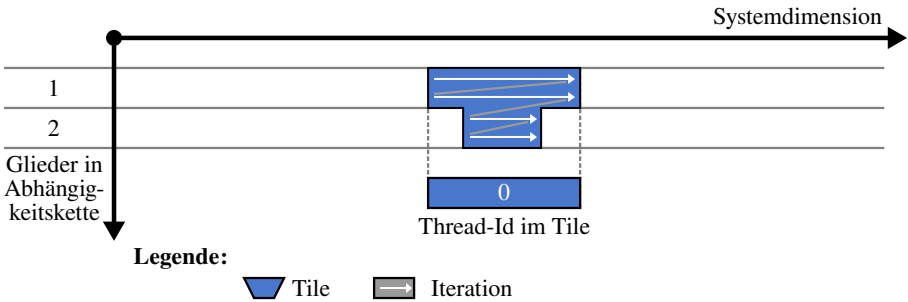 Systemdimension
1
2
Glieder in
Abhängig-
keitskette
0
Thread-Id im Tile
Legende:
Tile
Iteration